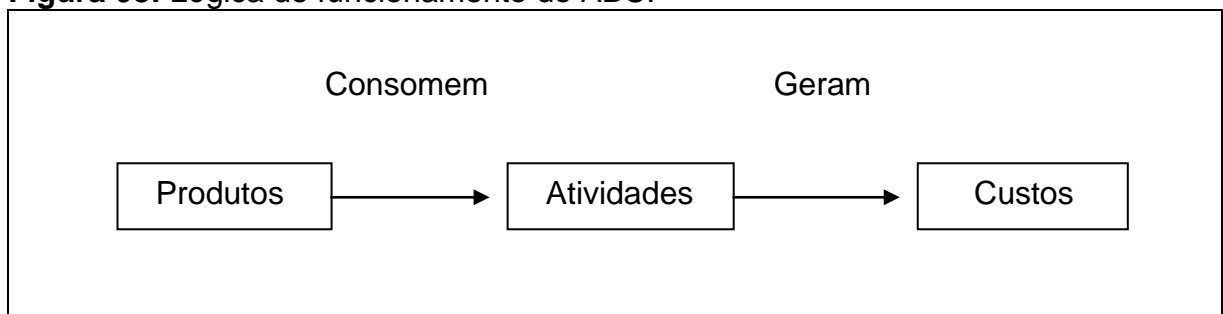 Figura Lógica de funcionamento do ABC.
Consomem Geram
Produtos Atividades Custos